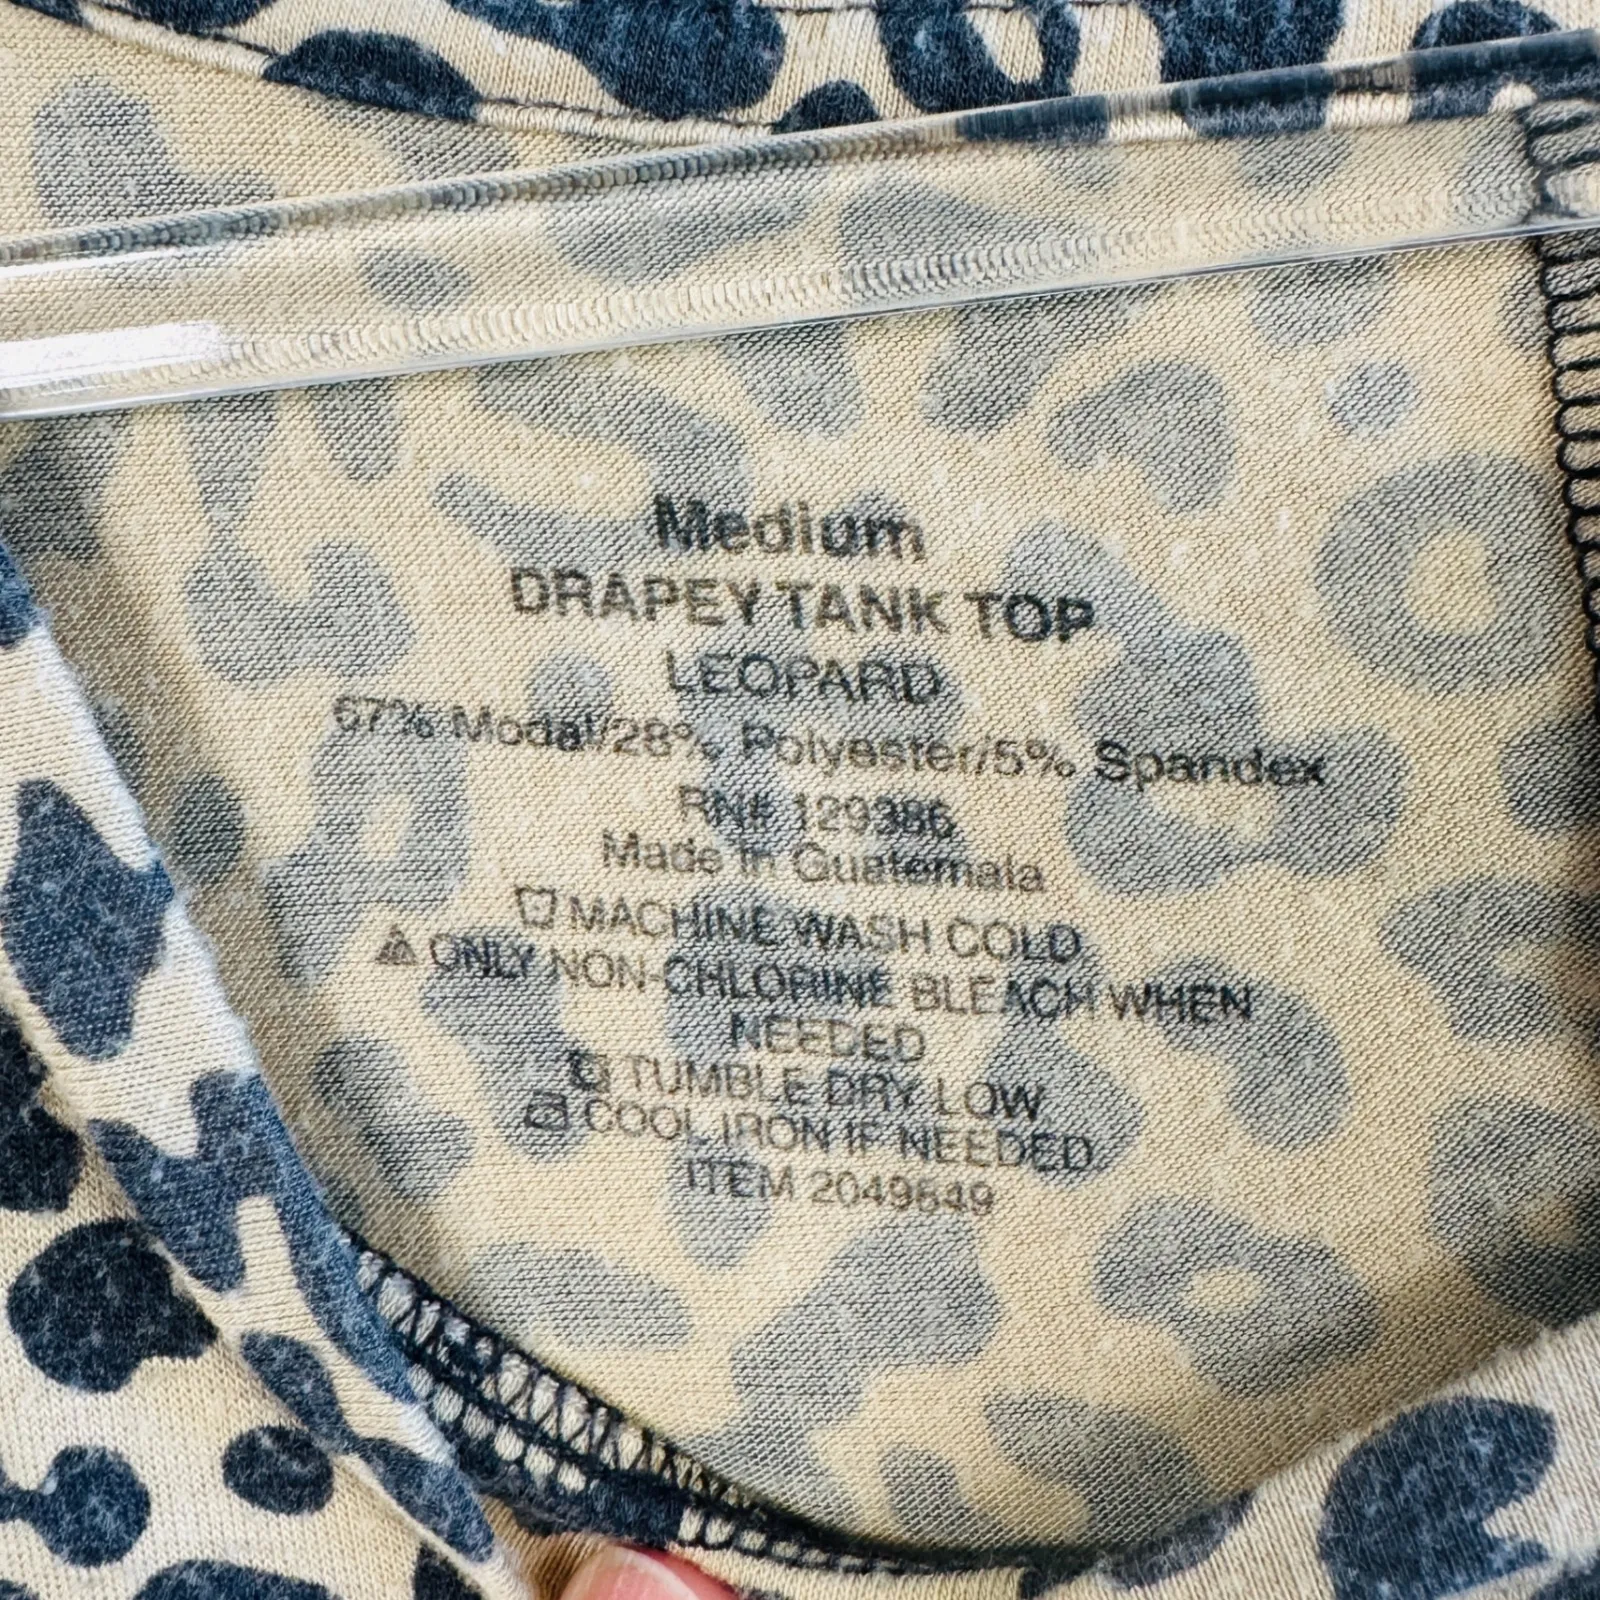 Medium
DRAPEY TANK TOP
LEOPARD
67% Modal/28% Polyester/5% Spandex
RN# 129386
Made in Guatemala
MACHINE WASH COLD
ONLY NON-CHLORINE BLEACH WHEN
NEEDED
TUMBLE DRY LOW
COOL IRON IF NEEDED
ITEM 2049649